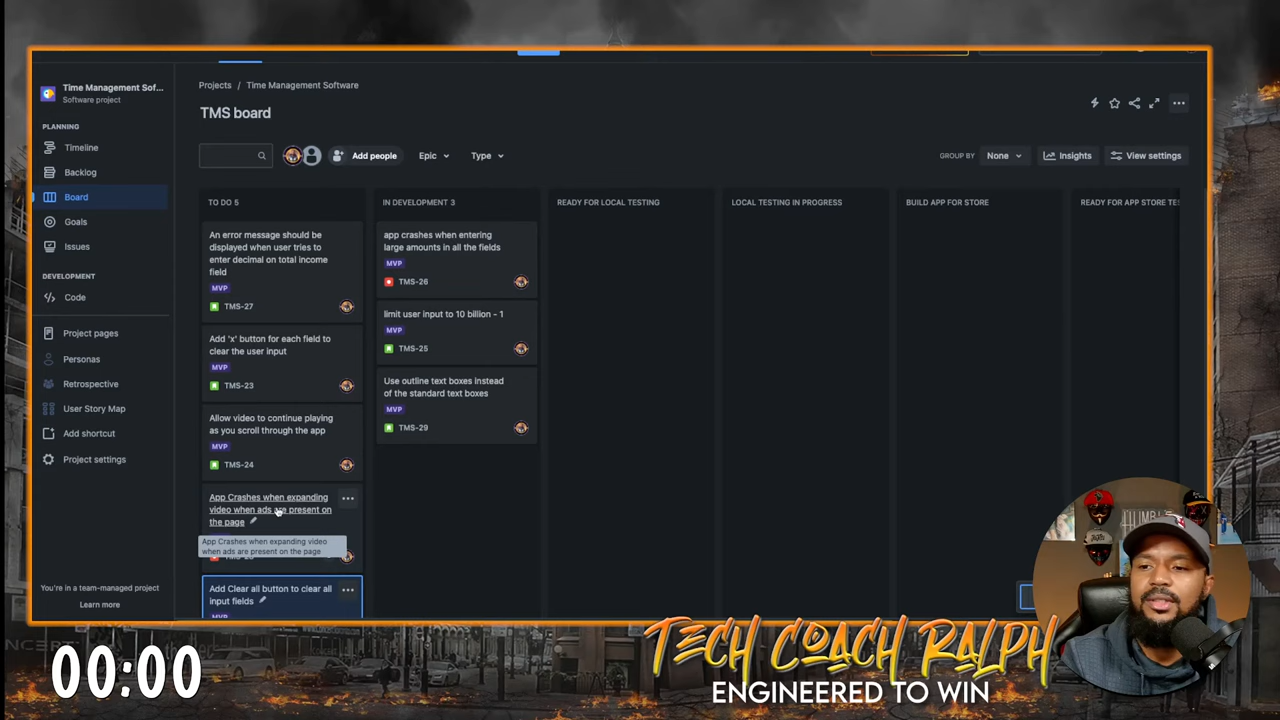 Time Management Sof...
Software project
PLANNING
Timeline
Backlog
Board
Goals
Issues
DEVELOPMENT
Code
Project pages
Personas
Retrospective
User Story Map
Add shortcut
Project settings
You're in a team-managed project
Learn more
Projects / Time Management Software
TMS board
Add people
Epic
Type
GROUP BY
None
Insights
View settings
TO DO 5
An error message should be
displayed when user tries to
enter decimal on total income
field
MVP
TMS-27
Add 'x' button for each field to
clear the user input
MVP
TMS-23
Allow video to continue playing
as you scroll through the app
MVP
TMS-24
App Crashes when expanding
video when ads are present on
the page
App Crashes when expanding video
when ads are present on the page
Add Clear all button to clear all
input fields
MVP
IN DEVELOPMENT 3
app crashes when entering
large amounts in all the fields
MVP
TMS-26
limit user input to 10 billion - 1
MVP
TMS-25
Use outline text boxes instead
of the standard text boxes
MVP
TMS-29
READY FOR LOCAL TESTING
LOCAL TESTING IN PROGRESS
BUILD APP FOR STORE
READY FOR APP STORE TES
00:00
TECH COACH RALPH
ENGINEERED TO WIN